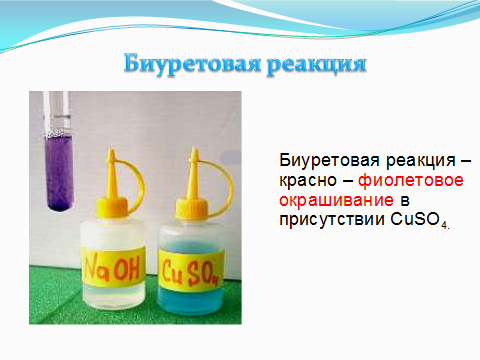 Биуретовая реакция
NaOH
CuSO₄
Биуретовая реакция –
красно – фиолетовое
окрашивание в
присутствии CuSO₄.